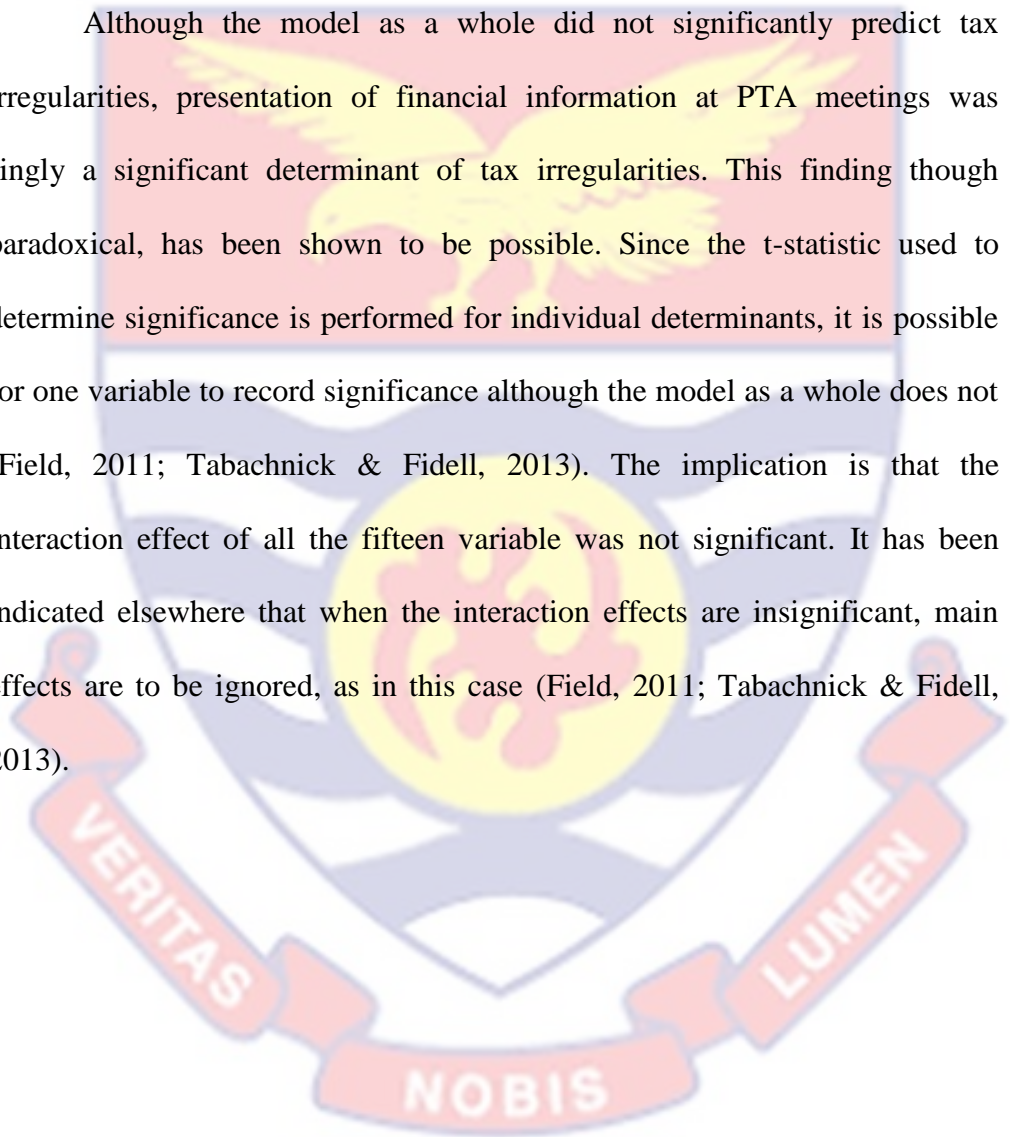 Although the model as a whole did not significantly predict tax
rregularities, presentation of financial information at PTA meetings was
ingly a significant determinant of tax irregularities. This finding though
paradoxical, has been shown to be possible. Since the t-statistic used to
determine significance is performed for individual determinants, it is possible
or one variable to record significance although the model as a whole does not
Field, 2011; Tabachnick & Fidell, 2013). The implication is that the
nteraction effect of all the fifteen variable was not significant. It has been
ndicated elsewhere that when the interaction effects are insignificant, main
effects are to be ignored, as in this case (Field, 2011; Tabachnick & Fidell,
2013).
VERITAS
NOBIS
LUMEN